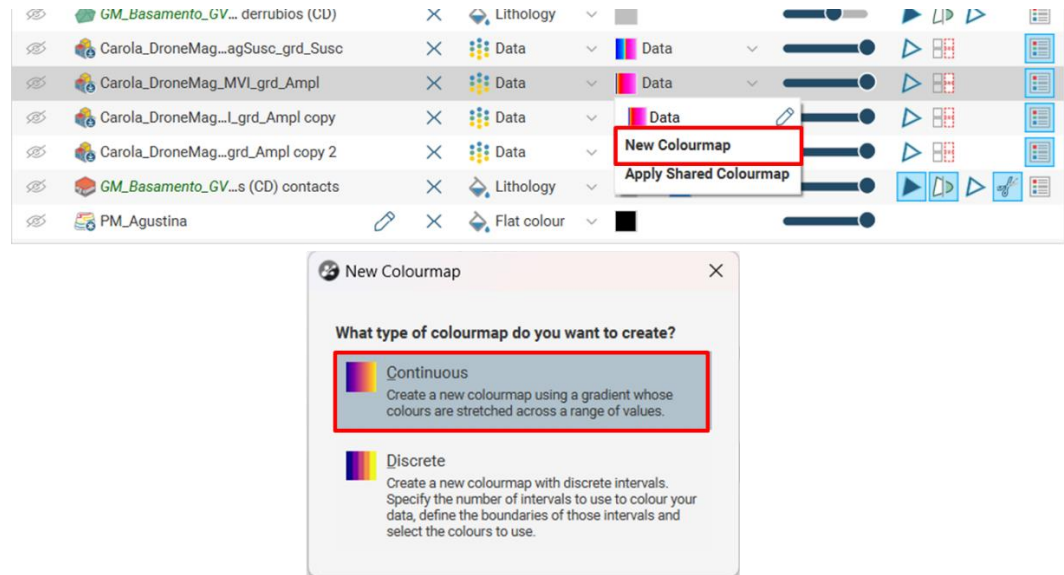 GM_Basamento_GV... derrubios (CD) Lithology
Carola_DroneMag...agSusc_grd_Susc Data Data
Carola_DroneMag_MVI_grd_Ampl Data Data
Data
Carola_DroneMag...I_grd_Ampl copy Data
New Colourmap
Carola_DroneMag...grd_Ampl copy 2 Data
Apply Shared Colourmap
GM_Basamento_GV...s (CD) contacts Lithology
PM_Agustina Flat colour
New Colourmap
What type of colourmap do you want to create?
Continuous
Create a new colourmap using a gradient whose
colours are stretched across a range of values.
Discrete
Create a new colourmap with discrete intervals.
Specify the number of intervals to use to colour your
data, define the boundaries of those intervals and
select the colours to use.